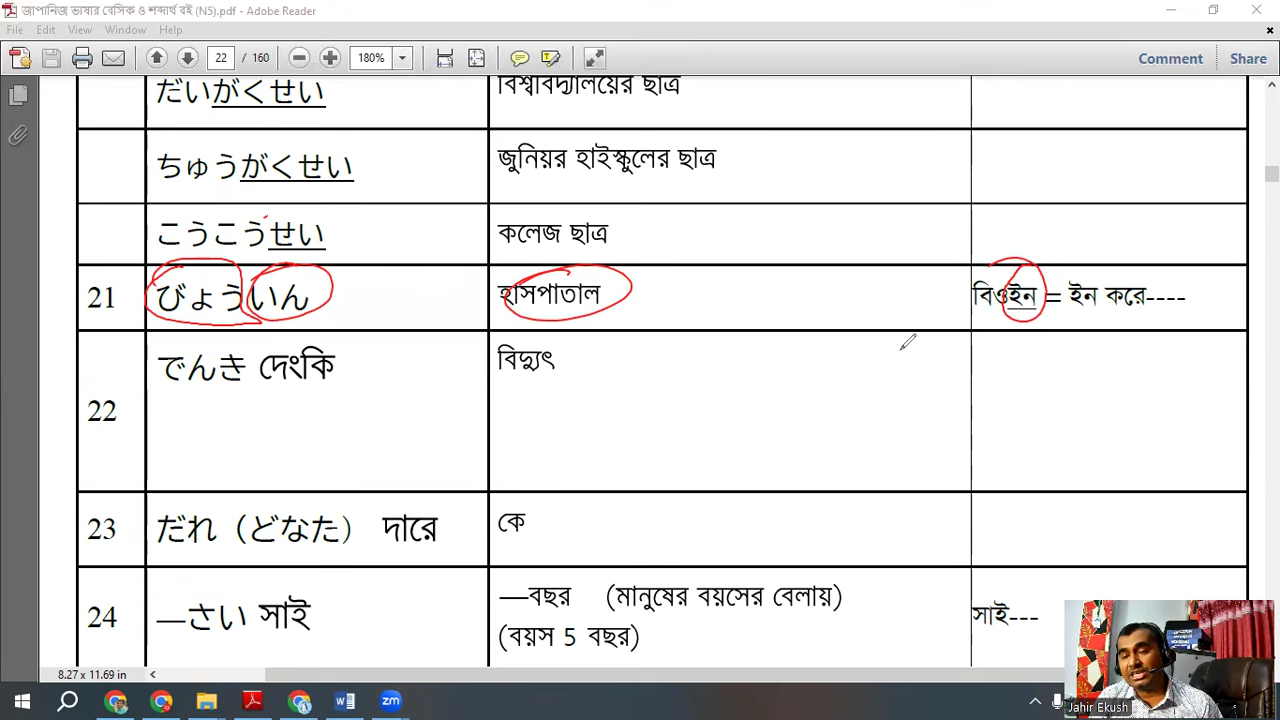 জাপানিজ ভাষার বেসিক ও শব্দার্থ বই (N5).pdf - Adobe Reader
File Edit View Window Help
22 / 160 180% Comment Share
だいがくせい বিশ্ববিদ্যালয়ের ছাত্র
ちゅうがくせい জুনিয়র হাইস্কুলের ছাত্র
こうこうせい কলেজ ছাত্র
21 びょういん হাসপাতাল বিওইন = ইন করে----
22 でんき দেংকি বিদ্যুৎ
23 だれ（どなた） দারে কে
24 —さい সাই —বছর (মানুষের বয়সের বেলায়) সাই---
(বয়স 5 বছর)
8.27 x 11.69 in
Jahir Ekush